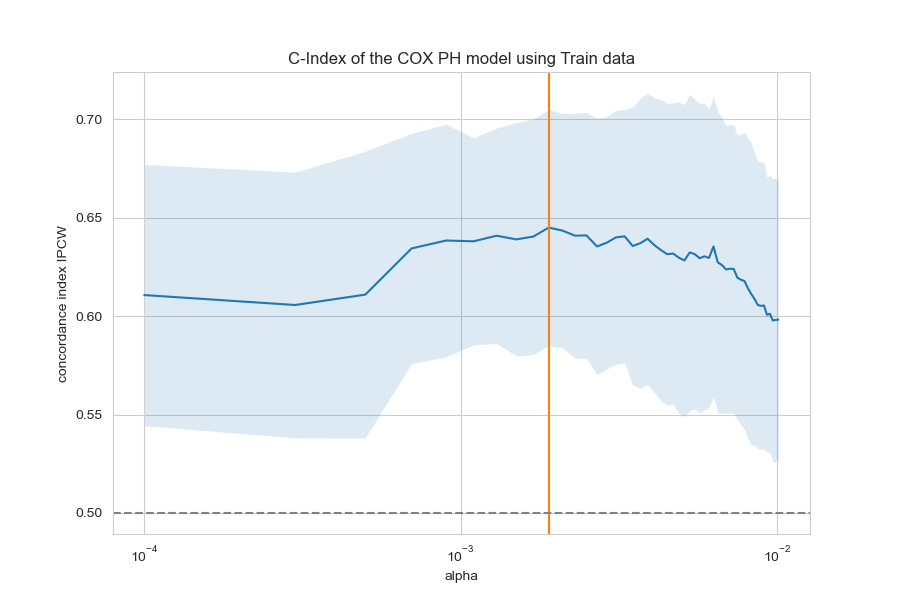 C-Index of the COX PH model using Train data
concordance index IPCW
0.70
0.65
0.60
0.55
0.50
10⁻⁴
10⁻³
10⁻²
alpha